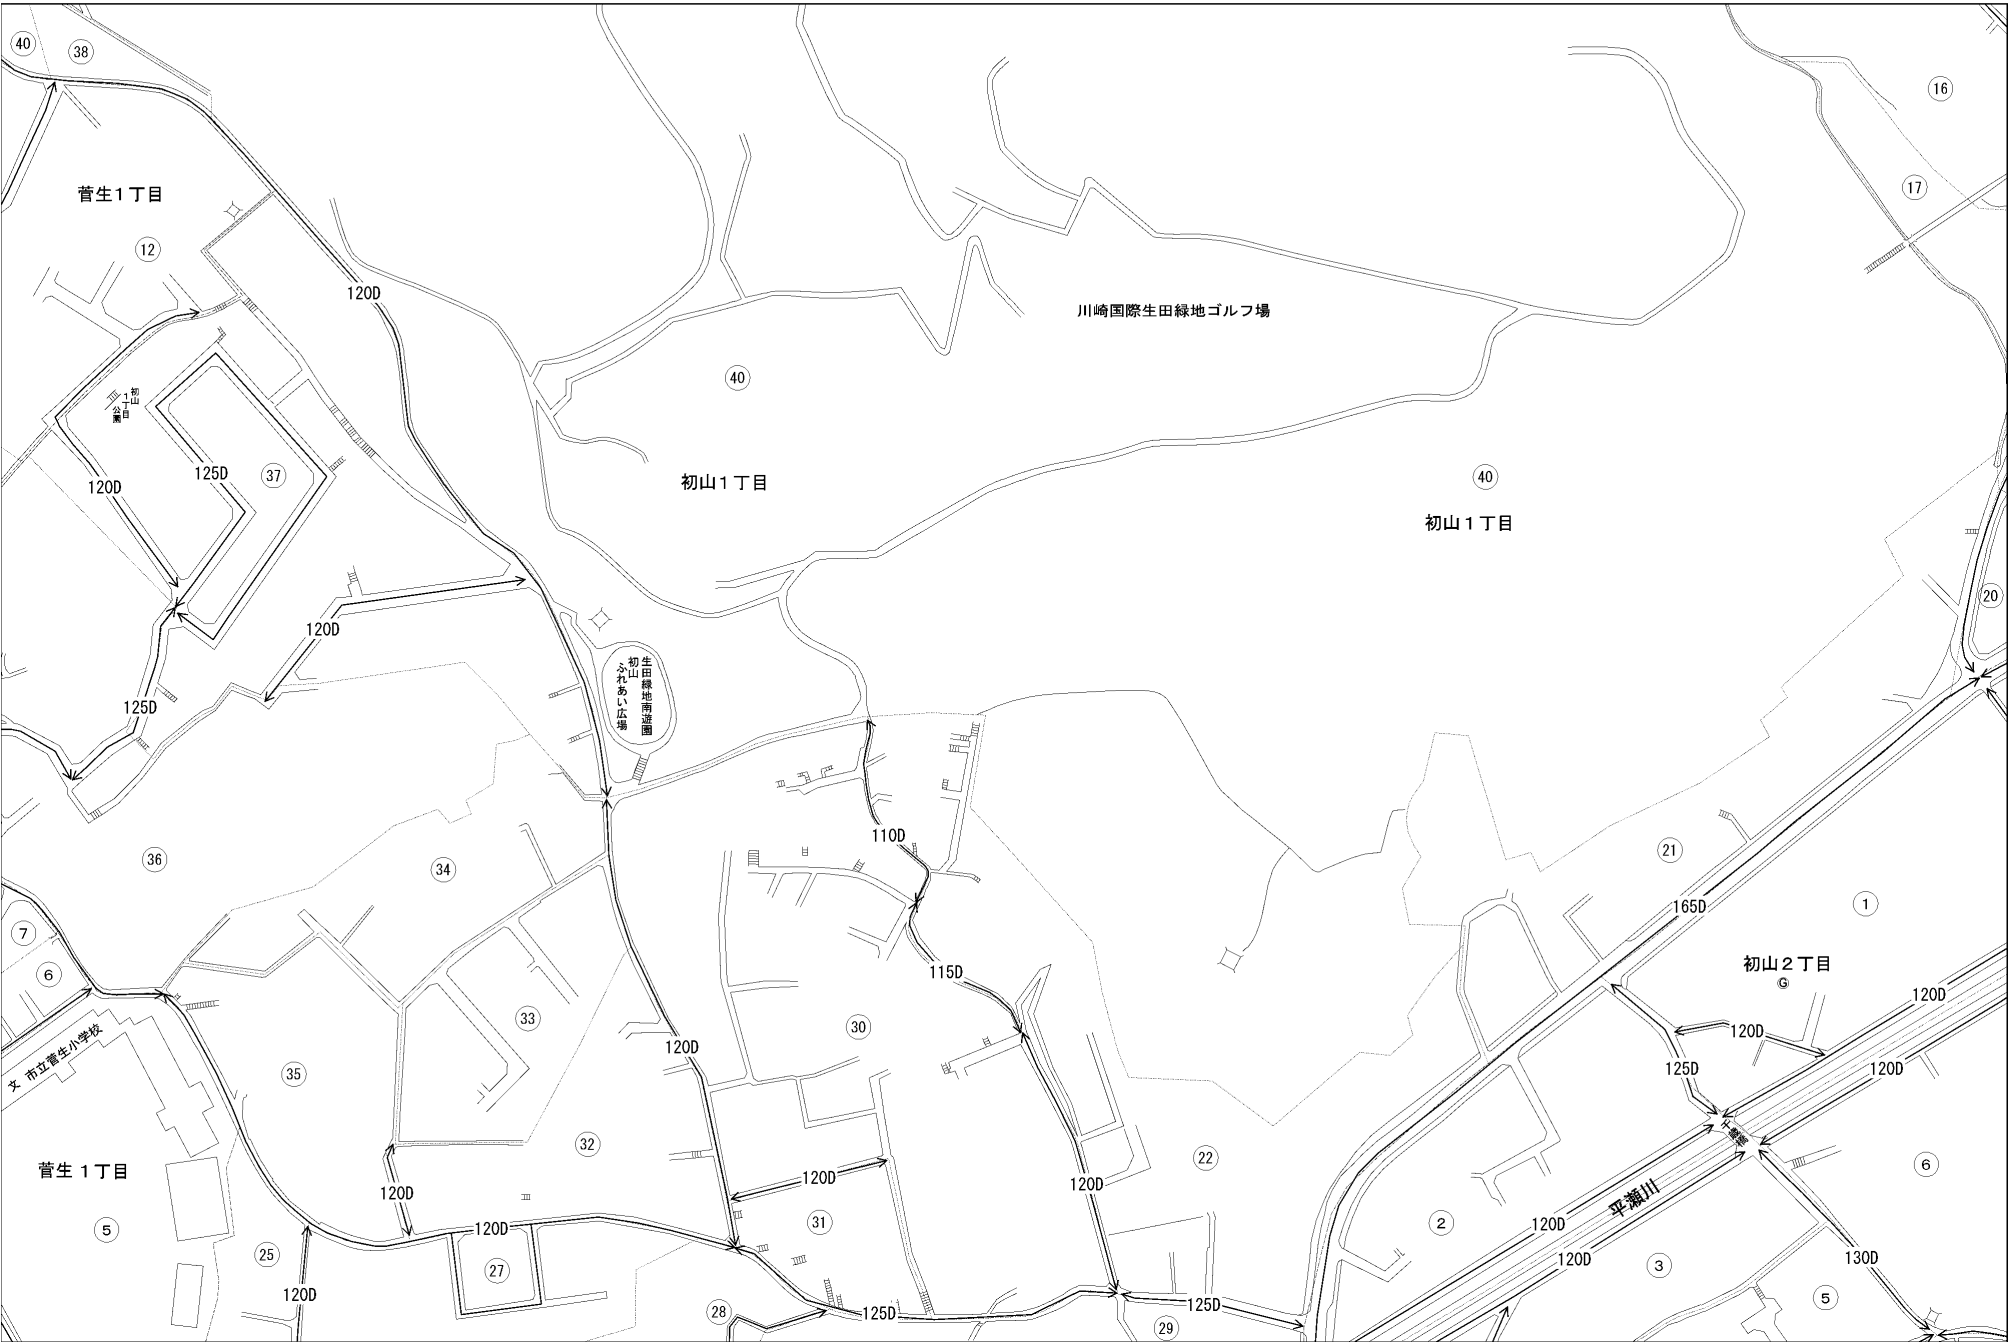 40
38
16
17
菅生1丁目
12
120D
川崎国際生田緑地ゴルフ場
40
初山
1丁目
公園
125D
37
120D
初山1丁目
40
初山1丁目
20
120D
生田緑地南遊園
初山
ふれあい広場
125D
110D
21
36
34
165D
1
7
6
115D
初山2丁目
G
120D
33
30
120D
120D
文 市立菅生小学校
35
125D
120D
千歳橋
32
22
6
菅生1丁目
120D
120D
120D
平瀬川
5
120D
31
2
120D
25
27
120D
3
130D
120D
28
125D
125D
29
5